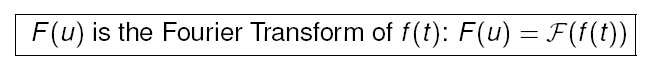 F(u) is the Fourier Transform of f(t): F(u) = ℱ(f(t))